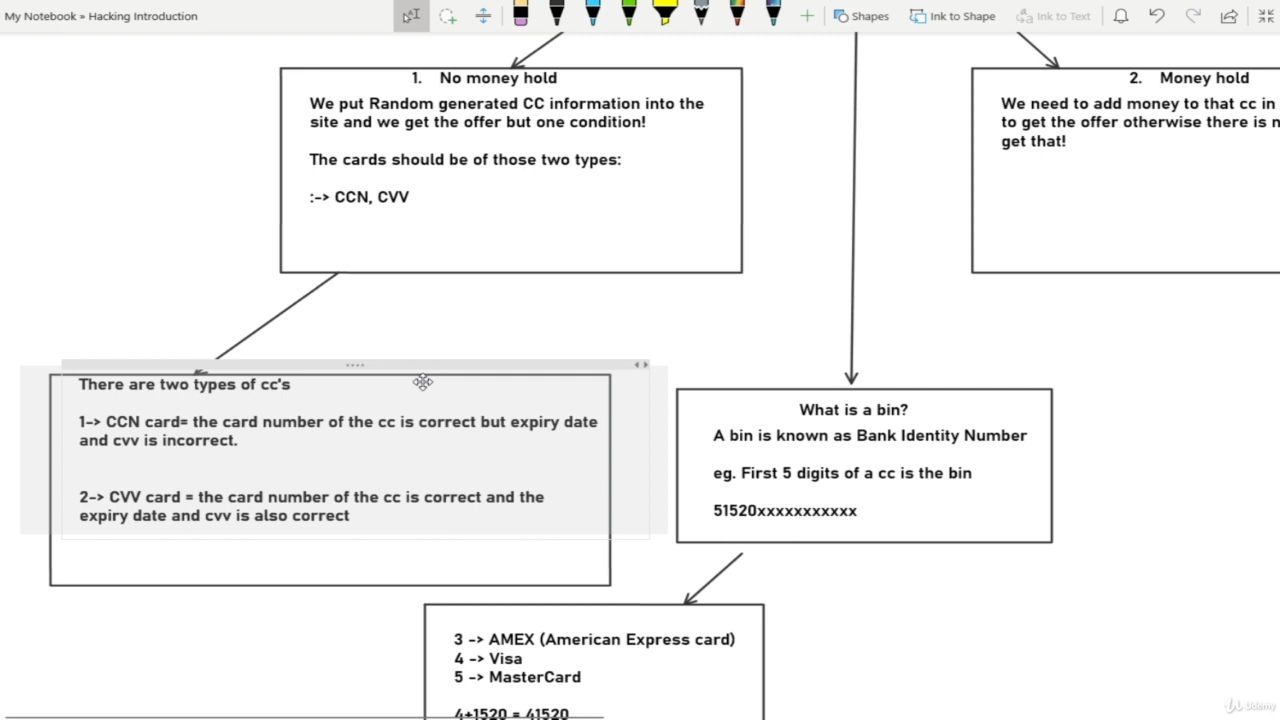 My Notebook » Hacking Introduction
Shapes
Ink to Shape
Ink to Text
1. No money hold
We put Random generated CC information into the
site and we get the offer but one condition!
The cards should be of those two types:
:-> CCN, CVV
2. Money hold
We need to add money to that cc in
to get the offer otherwise there is n
get that!
There are two types of cc's
1-> CCN card= the card number of the cc is correct but expiry date
and cvv is incorrect.
2-> CVV card = the card number of the cc is correct and the
expiry date and cvv is also correct
What is a bin?
A bin is known as Bank Identity Number
eg. First 5 digits of a cc is the bin
51520xxxxxxxxxxx
3 -> AMEX (American Express card)
4 -> Visa
5 -> MasterCard
4+1520 = 41520
Udemy